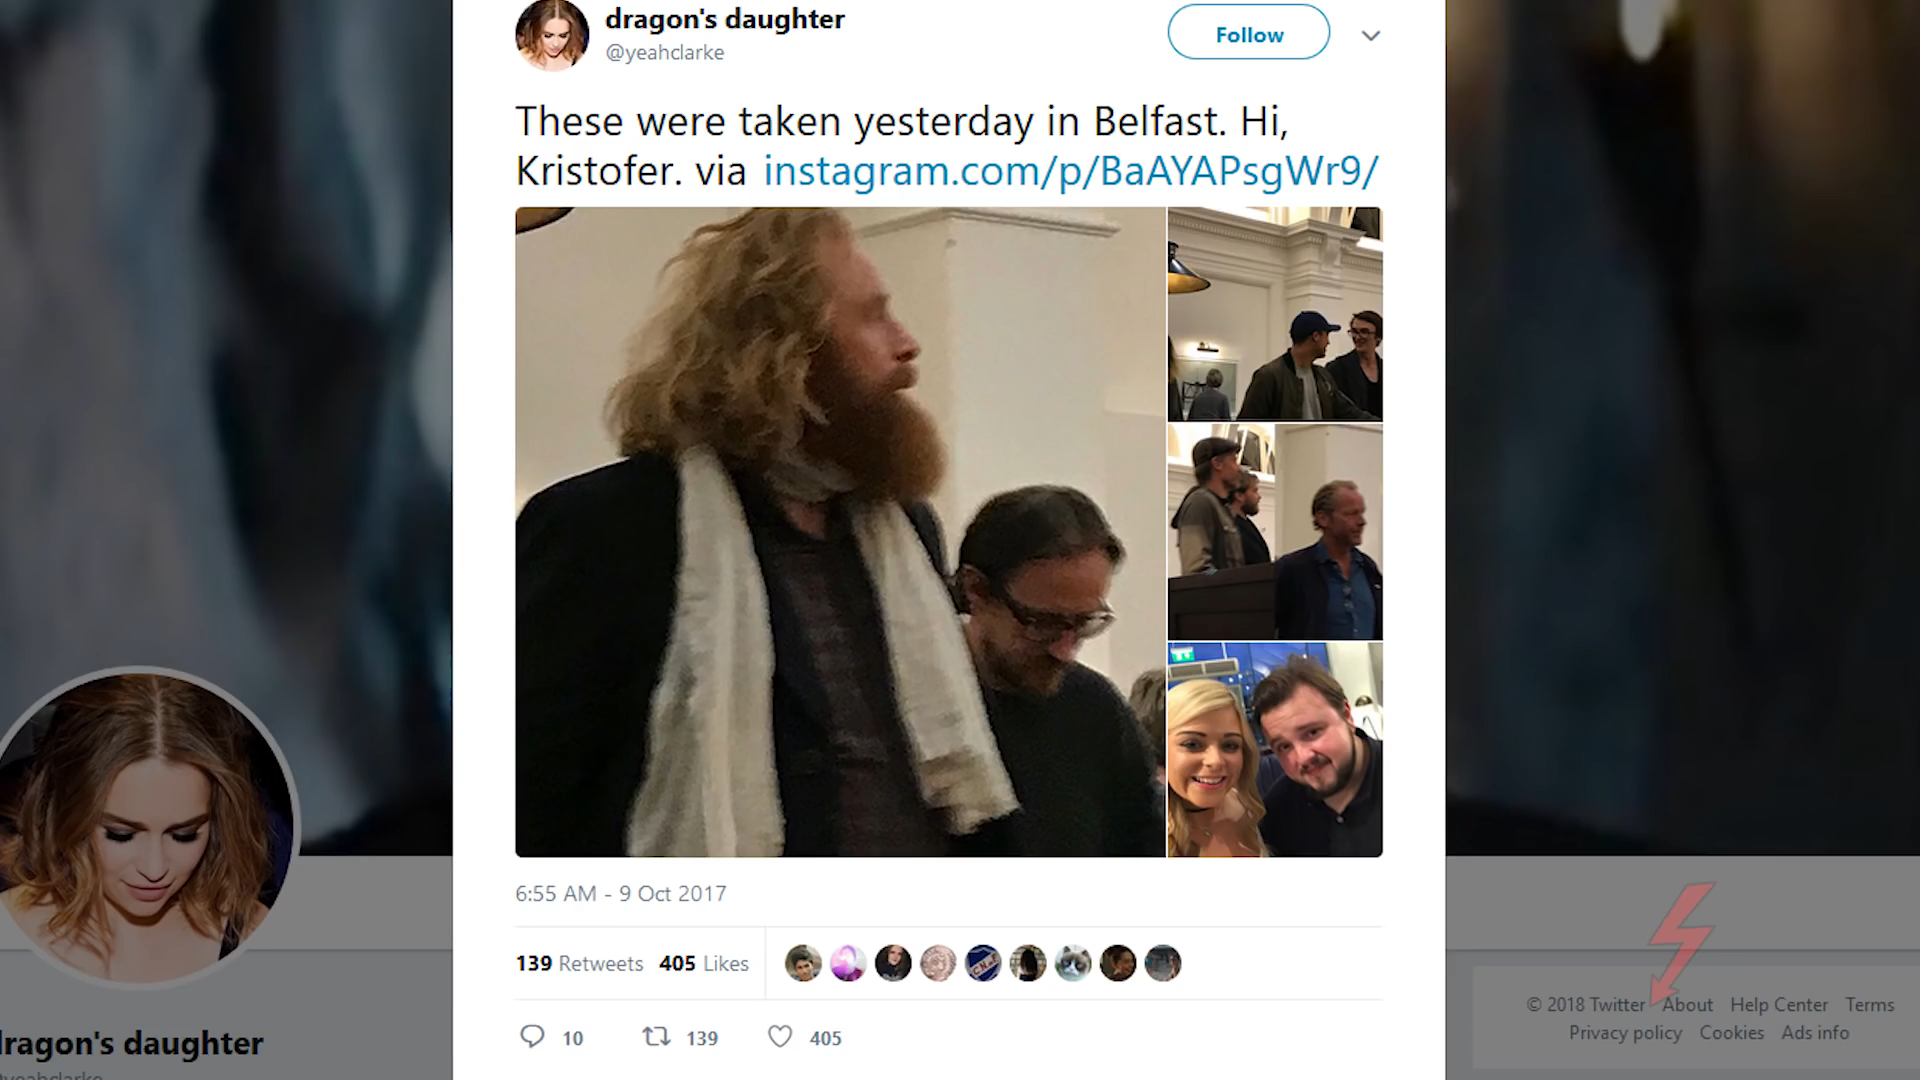 dragon's daughter
@yeahclarke
Follow
These were taken yesterday in Belfast. Hi,
Kristofer. via instagram.com/p/BaAYAPsgWr9/
6:55 AM - 9 Oct 2017
139 Retweets 405 Likes
10 139 405
dragon's daughter
@yeahclarke
© 2018 Twitter About Help Center Terms
Privacy policy Cookies Ads info